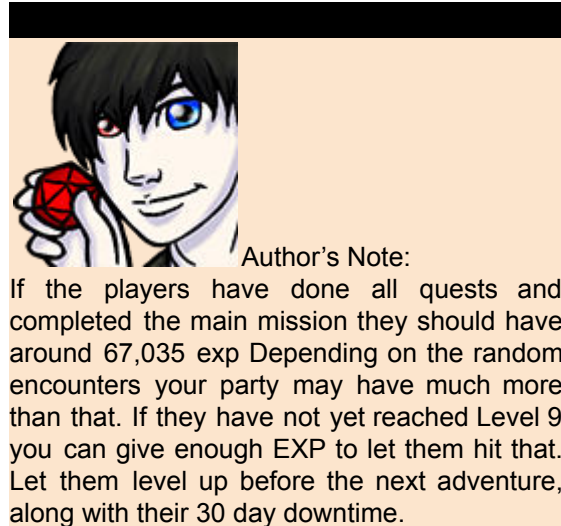 Author's Note:
If the players have done all quests and
completed the main mission they should have
around 67,035 exp Depending on the random
encounters your party may have much more
than that. If they have not yet reached Level 9
you can give enough EXP to let them hit that.
Let them level up before the next adventure,
along with their 30 day downtime.